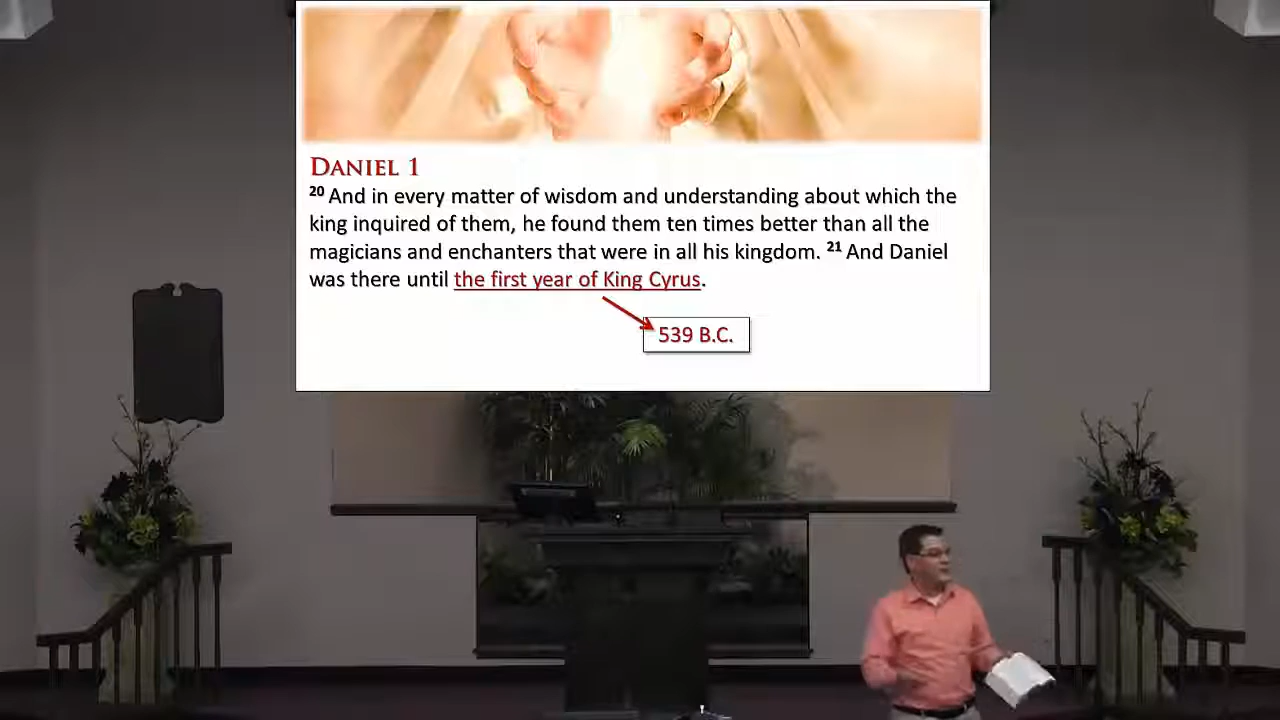 DANIEL 1
20 And in every matter of wisdom and understanding about which the
king inquired of them, he found them ten times better than all the
magicians and enchanters that were in all his kingdom. 21 And Daniel
was there until the first year of King Cyrus.
539 B.C.